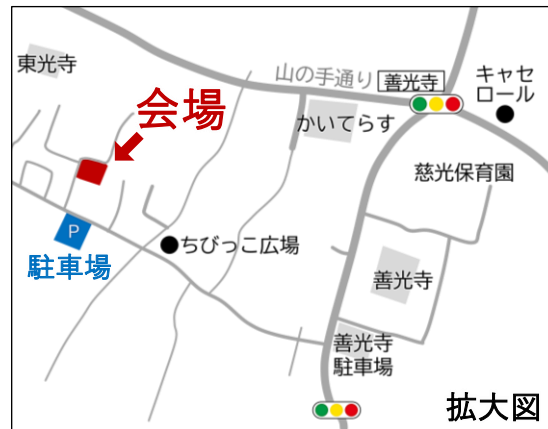 東光寺
山の手通り
善光寺
キャセ
ロール
会場
かいてらす
慈光保育園
P
駐車場
ちびっこ広場
善光寺
善光寺
駐車場
拡大図